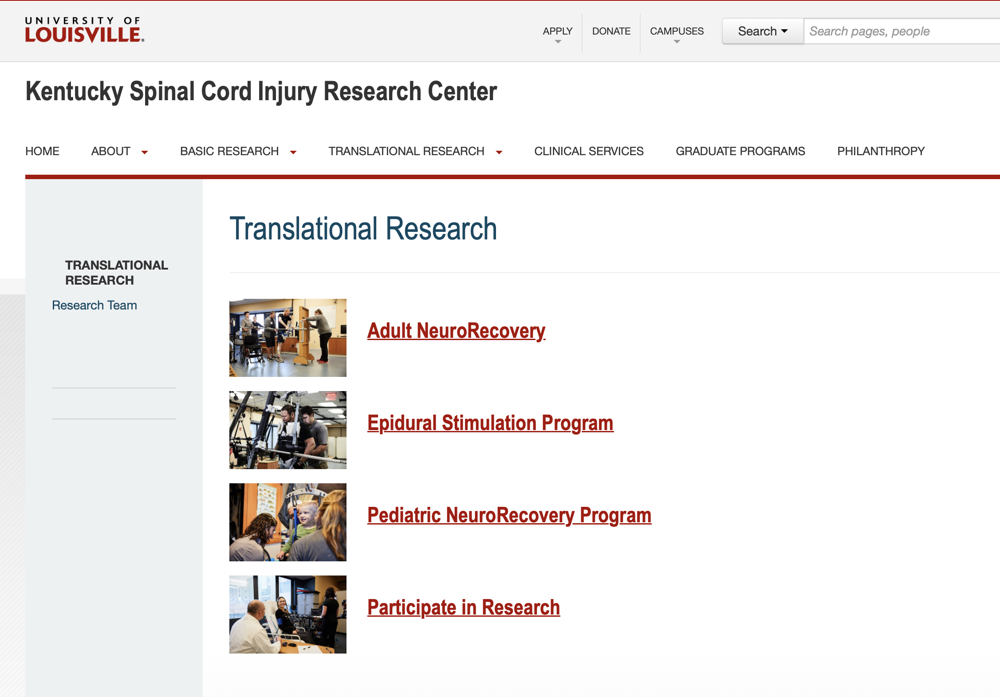 UNIVERSITY OF
LOUISVILLE®
APPLY
DONATE
CAMPUSES
Search
Search pages, people
Kentucky Spinal Cord Injury Research Center
HOME
ABOUT
BASIC RESEARCH
TRANSLATIONAL RESEARCH
CLINICAL SERVICES
GRADUATE PROGRAMS
PHILANTHROPY
TRANSLATIONAL
RESEARCH
Research Team
Translational Research
Adult NeuroRecovery
Epidural Stimulation Program
Pediatric NeuroRecovery Program
Participate in Research